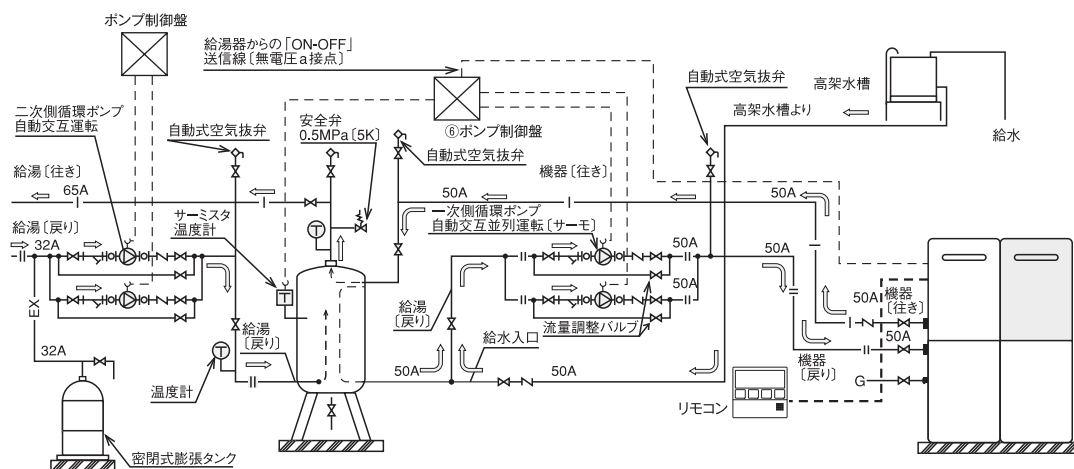 ポンプ制御盤
給湯器からの「ON-OFF」
送信線〔無電圧a接点〕
自動式空気抜弁
高架水槽
高架水槽より
給水
二次側循環ポンプ
自動交互運転
自動式空気抜弁
安全弁
0.5MPa〔5K〕
⑥ポンプ制御盤
自動式空気抜弁
機器〔往き〕
給湯〔往き〕
65A
50A
50A
50A
給湯〔戻り〕
32A
サーミスタ
温度計
一次側循環ポンプ
自動交互並列運転〔サーモ〕
50A
50A
50A
T
T
EX
32A
T
温度計
給湯
〔戻り〕
給湯
〔戻り〕
給水入口
流量調整バルブ
50A
50A
50A
機器
〔往き〕
50A
機器
〔戻り〕
G
リモコン
密閉式膨張タンク